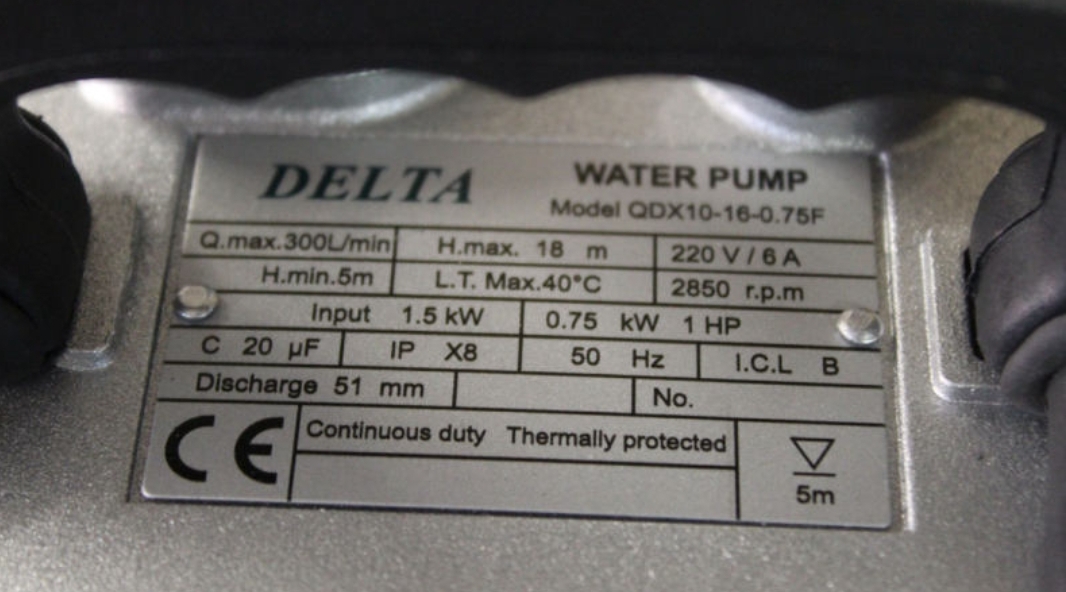 DELTA
WATER PUMP
Model QDX10-16-0.75F
Q.max.300L/min H.max. 18 m 220 V / 6 A
H.min.5m L.T. Max.40°C 2850 r.p.m
Input 1.5 kW 0.75 kW 1 HP
C 20 µF IP X8 50 Hz I.C.L B
Discharge 51 mm No.
CE Continuous duty Thermally protected
5m